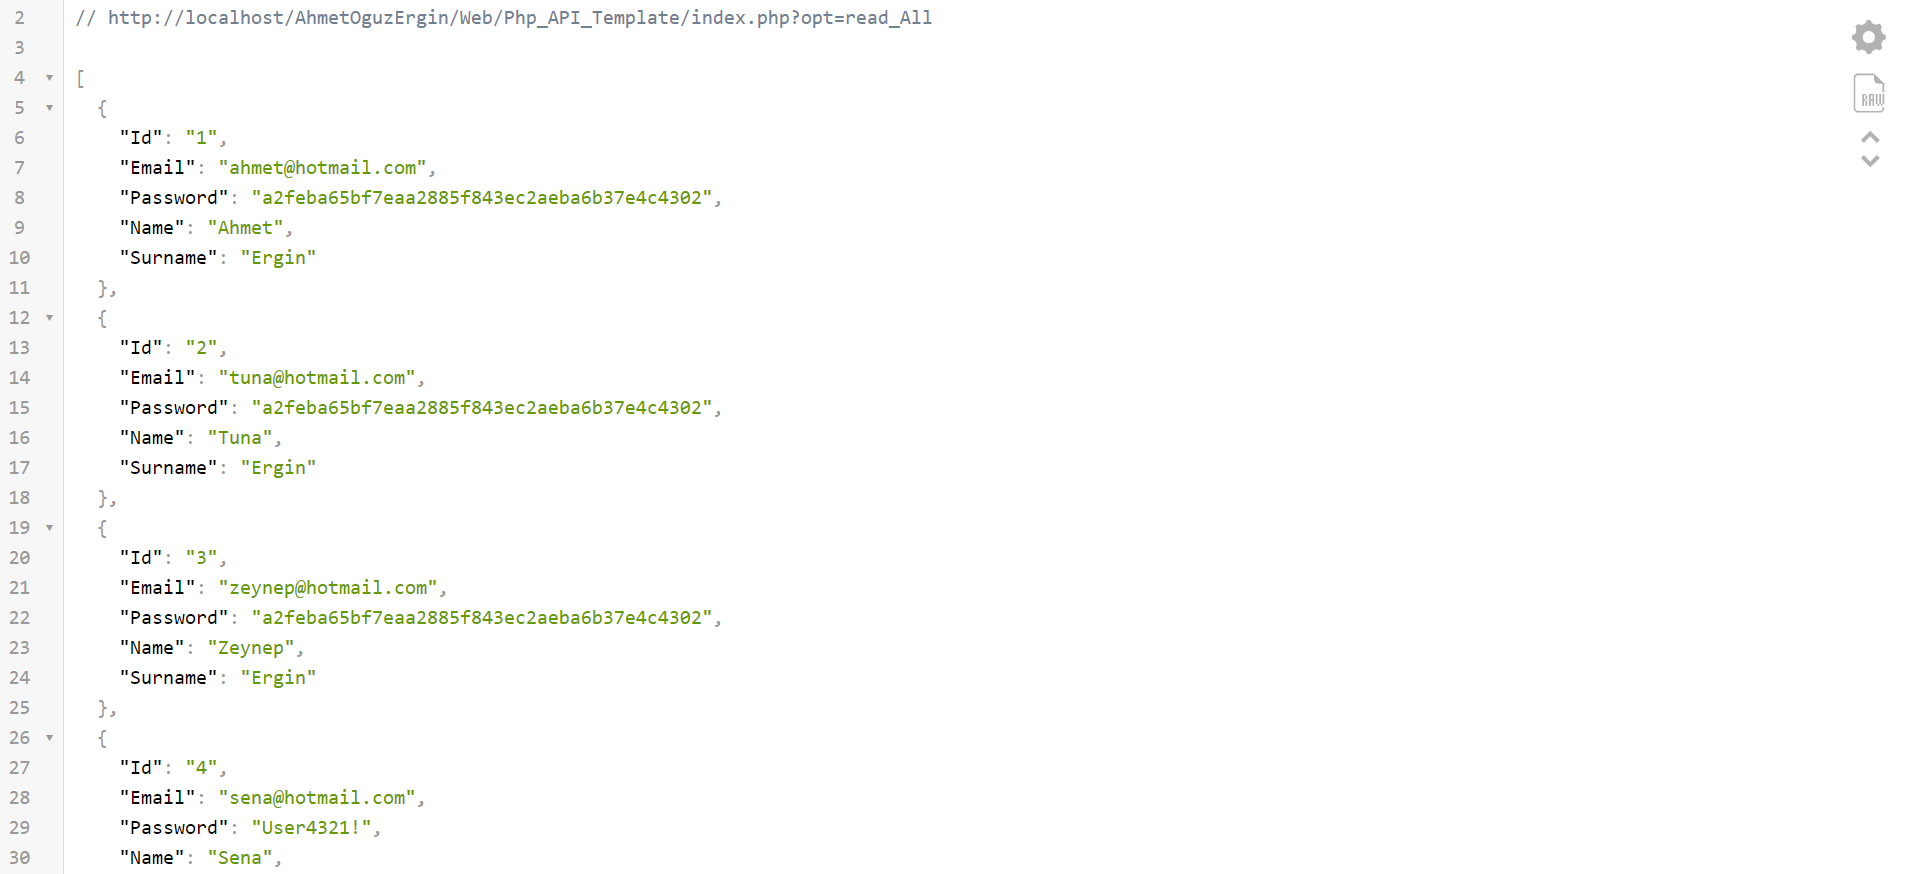 2 // http://localhost/AhmetOguzErgin/Web/Php_API_Template/index.php?opt=read_All
3
4 [
5 {
6 "Id": "1",
7 "Email": "ahmet@hotmail.com",
8 "Password": "a2feba65bf7eaa2885f843ec2aeba6b37e4c4302",
9 "Name": "Ahmet",
10 "Surname": "Ergin"
11 },
12 {
13 "Id": "2",
14 "Email": "tuna@hotmail.com",
15 "Password": "a2feba65bf7eaa2885f843ec2aeba6b37e4c4302",
16 "Name": "Tuna",
17 "Surname": "Ergin"
18 },
19 {
20 "Id": "3",
21 "Email": "zeynep@hotmail.com",
22 "Password": "a2feba65bf7eaa2885f843ec2aeba6b37e4c4302",
23 "Name": "Zeynep",
24 "Surname": "Ergin"
25 },
26 {
27 "Id": "4",
28 "Email": "sena@hotmail.com",
29 "Password": "User4321!",
30 "Name": "Sena",
RAW